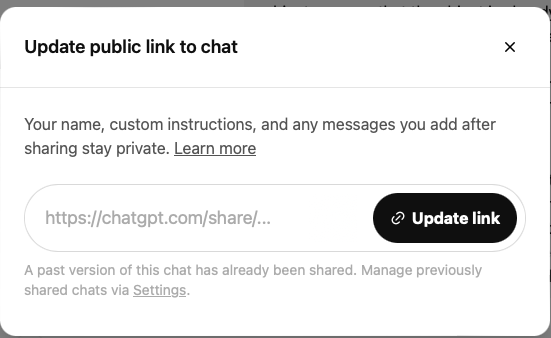 Update public link to chat
Your name, custom instructions, and any messages you add after
sharing stay private. Learn more
https://chatgpt.com/share/...
Update link
A past version of this chat has already been shared. Manage previously
shared chats via Settings.